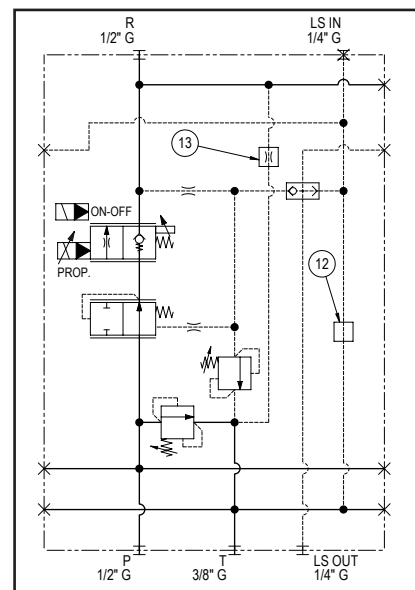 R
1/2" G
LS IN
1/4" G
13
ON-OFF
PROP.
12
P
1/2" G
T
3/8" G
LS OUT
1/4" G